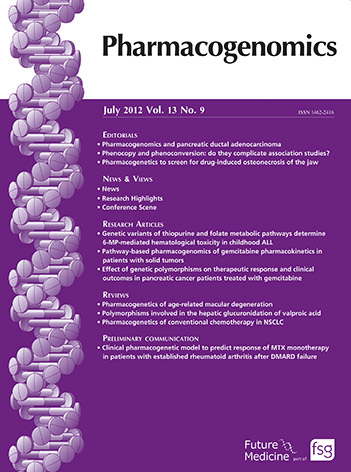 Pharmacogenomics
July 2012 Vol. 13 No. 9
ISSN 1462-2416
EDITORIALS
• Pharmacogenomics and pancreatic ductal adenocarcinoma
• Phenocopy and phenoconversion: do they complicate association studies?
• Pharmacogenetics to screen for drug-induced osteonecrosis of the jaw
NEWS & VIEWS
• News
• Research Highlights
• Conference Scene
RESEARCH ARTICLES
• Genetic variants of thiopurine and folate metabolic pathways determine
6-MP-mediated hematological toxicity in childhood ALL
• Pathway-based pharmacogenomics of gemcitabine pharmacokinetics in
patients with solid tumors
• Effect of genetic polymorphisms on therapeutic response and clinical
outcomes in pancreatic cancer patients treated with gemcitabine
REVIEWS
• Pharmacogenetics of age-related macular degeneration
• Polymorphisms involved in the hepatic glucuronidation of valproic acid
• Pharmacogenetics of conventional chemotherapy in NSCLC
PRELIMINARY COMMUNICATION
• Clinical pharmacogenetic model to predict response of MTX monotherapy
in patients with established rheumatoid arthritis after DMARD failure
Future
Medicine part of fsg